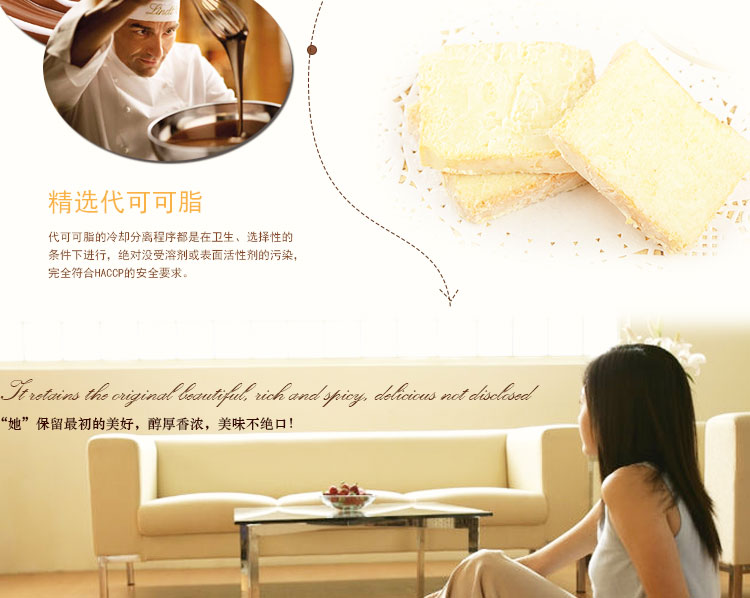 Lindt
精选代可可脂
代可可脂的冷却分离程序都是在卫生、选择性的
条件下进行，绝对没受溶剂或表面活性剂的污染，
完全符合HACCP的安全要求。
It retains the original beautiful, rich and spicy, delicious not disclosed
“她”保留最初的美好，醇厚香浓，美味不绝口！